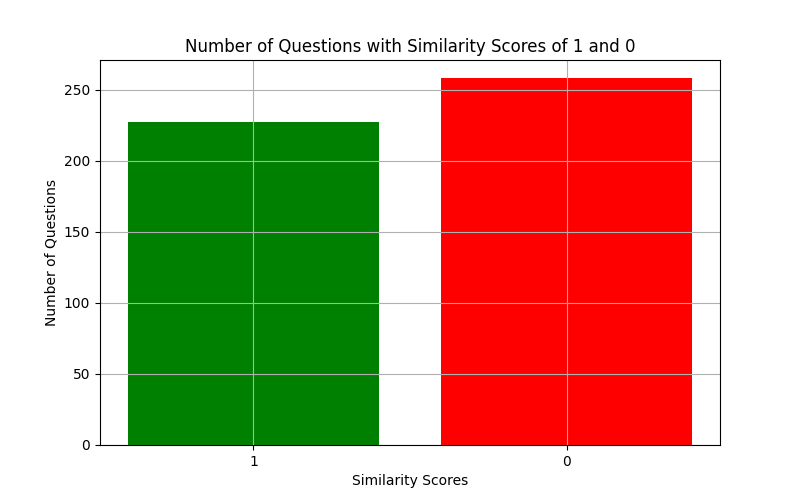 Number of Questions with Similarity Scores of 1 and 0
Number of Questions
250
200
150
100
50
0
1
0
Similarity Scores